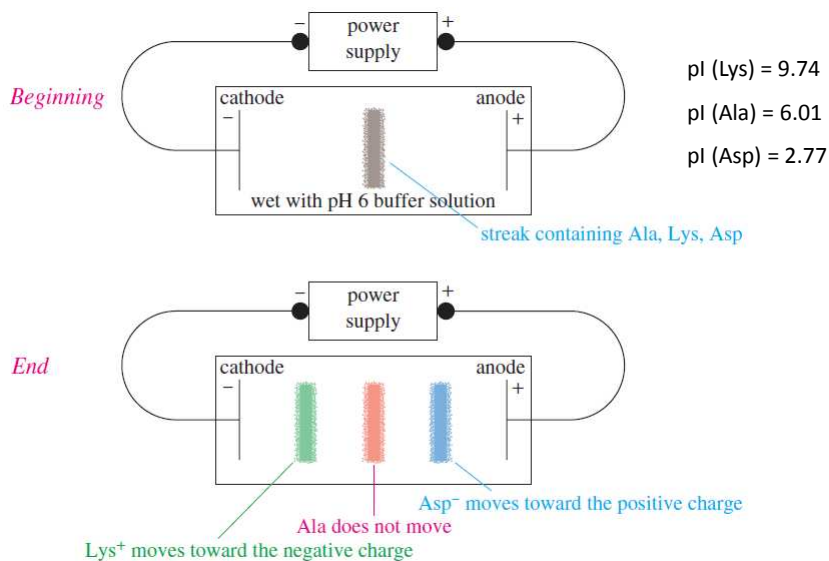 − power supply +
pI (Lys) = 9.74
Beginning
cathode
anode
−
+
pI (Ala) = 6.01
pI (Asp) = 2.77
wet with pH 6 buffer solution
streak containing Ala, Lys, Asp
− power supply +
End
cathode
anode
−
+
Asp⁻ moves toward the positive charge
Ala does not move
Lys⁺ moves toward the negative charge